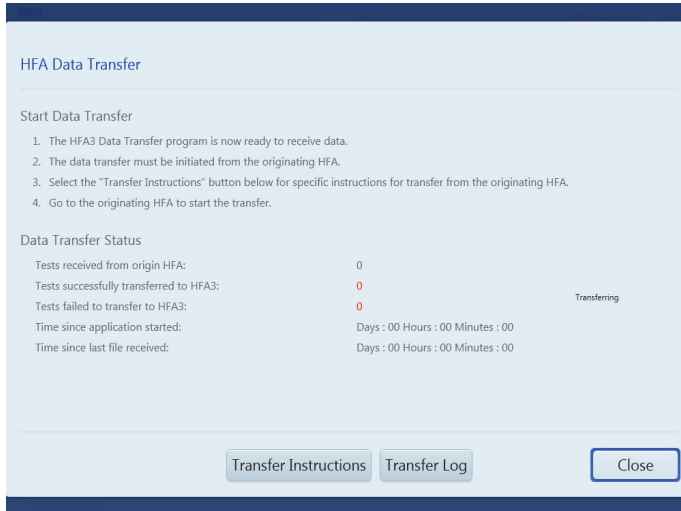 HFA Data Transfer
Start Data Transfer
1. The HFA3 Data Transfer program is now ready to receive data.
2. The data transfer must be initiated from the originating HFA.
3. Select the "Transfer Instructions" button below for specific instructions for transfer from the originating HFA.
4. Go to the originating HFA to start the transfer.
Data Transfer Status
Tests received from origin HFA: 0
Tests successfully transferred to HFA3: 0
Tests failed to transfer to HFA3: 0
Transferring
Time since application started: Days : 00 Hours : 00 Minutes : 00
Time since last file received: Days : 00 Hours : 00 Minutes : 00
Transfer Instructions Transfer Log Close